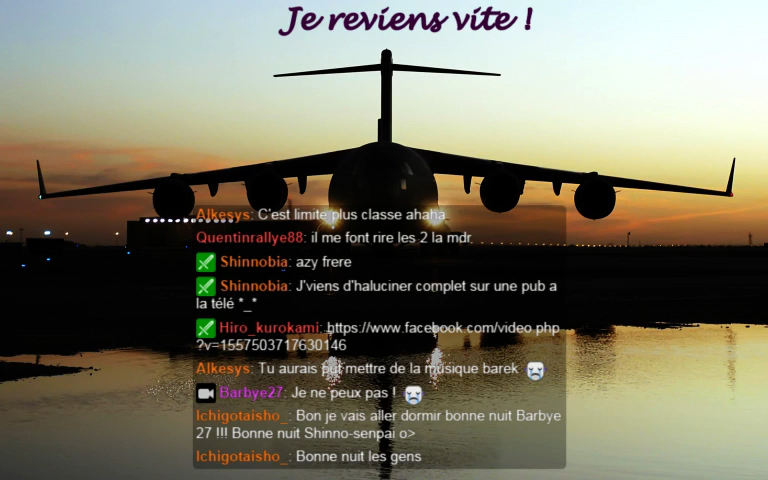 Je reviens vite !
Alkesys: C'est limite plus classe ahaha
Quentinrallye88: il me font rire les 2 la mdr.
Shinnobia: azy frere
Shinnobia: J'viens d'haluciner complet sur une pub a
la télé *_*
Hiro_kurokami: https://www.facebook.com/video.php
?v=1557503717630146
Alkesys: Tu aurais put mettre de la musique barek
Barbye27: Je ne peux pas !
Ichigotaisho_: Bon je vais aller dormir bonne nuit Barbye
27 !!! Bonne nuit Shinno-senpai o>
Ichigotaisho_: Bonne nuit les gens